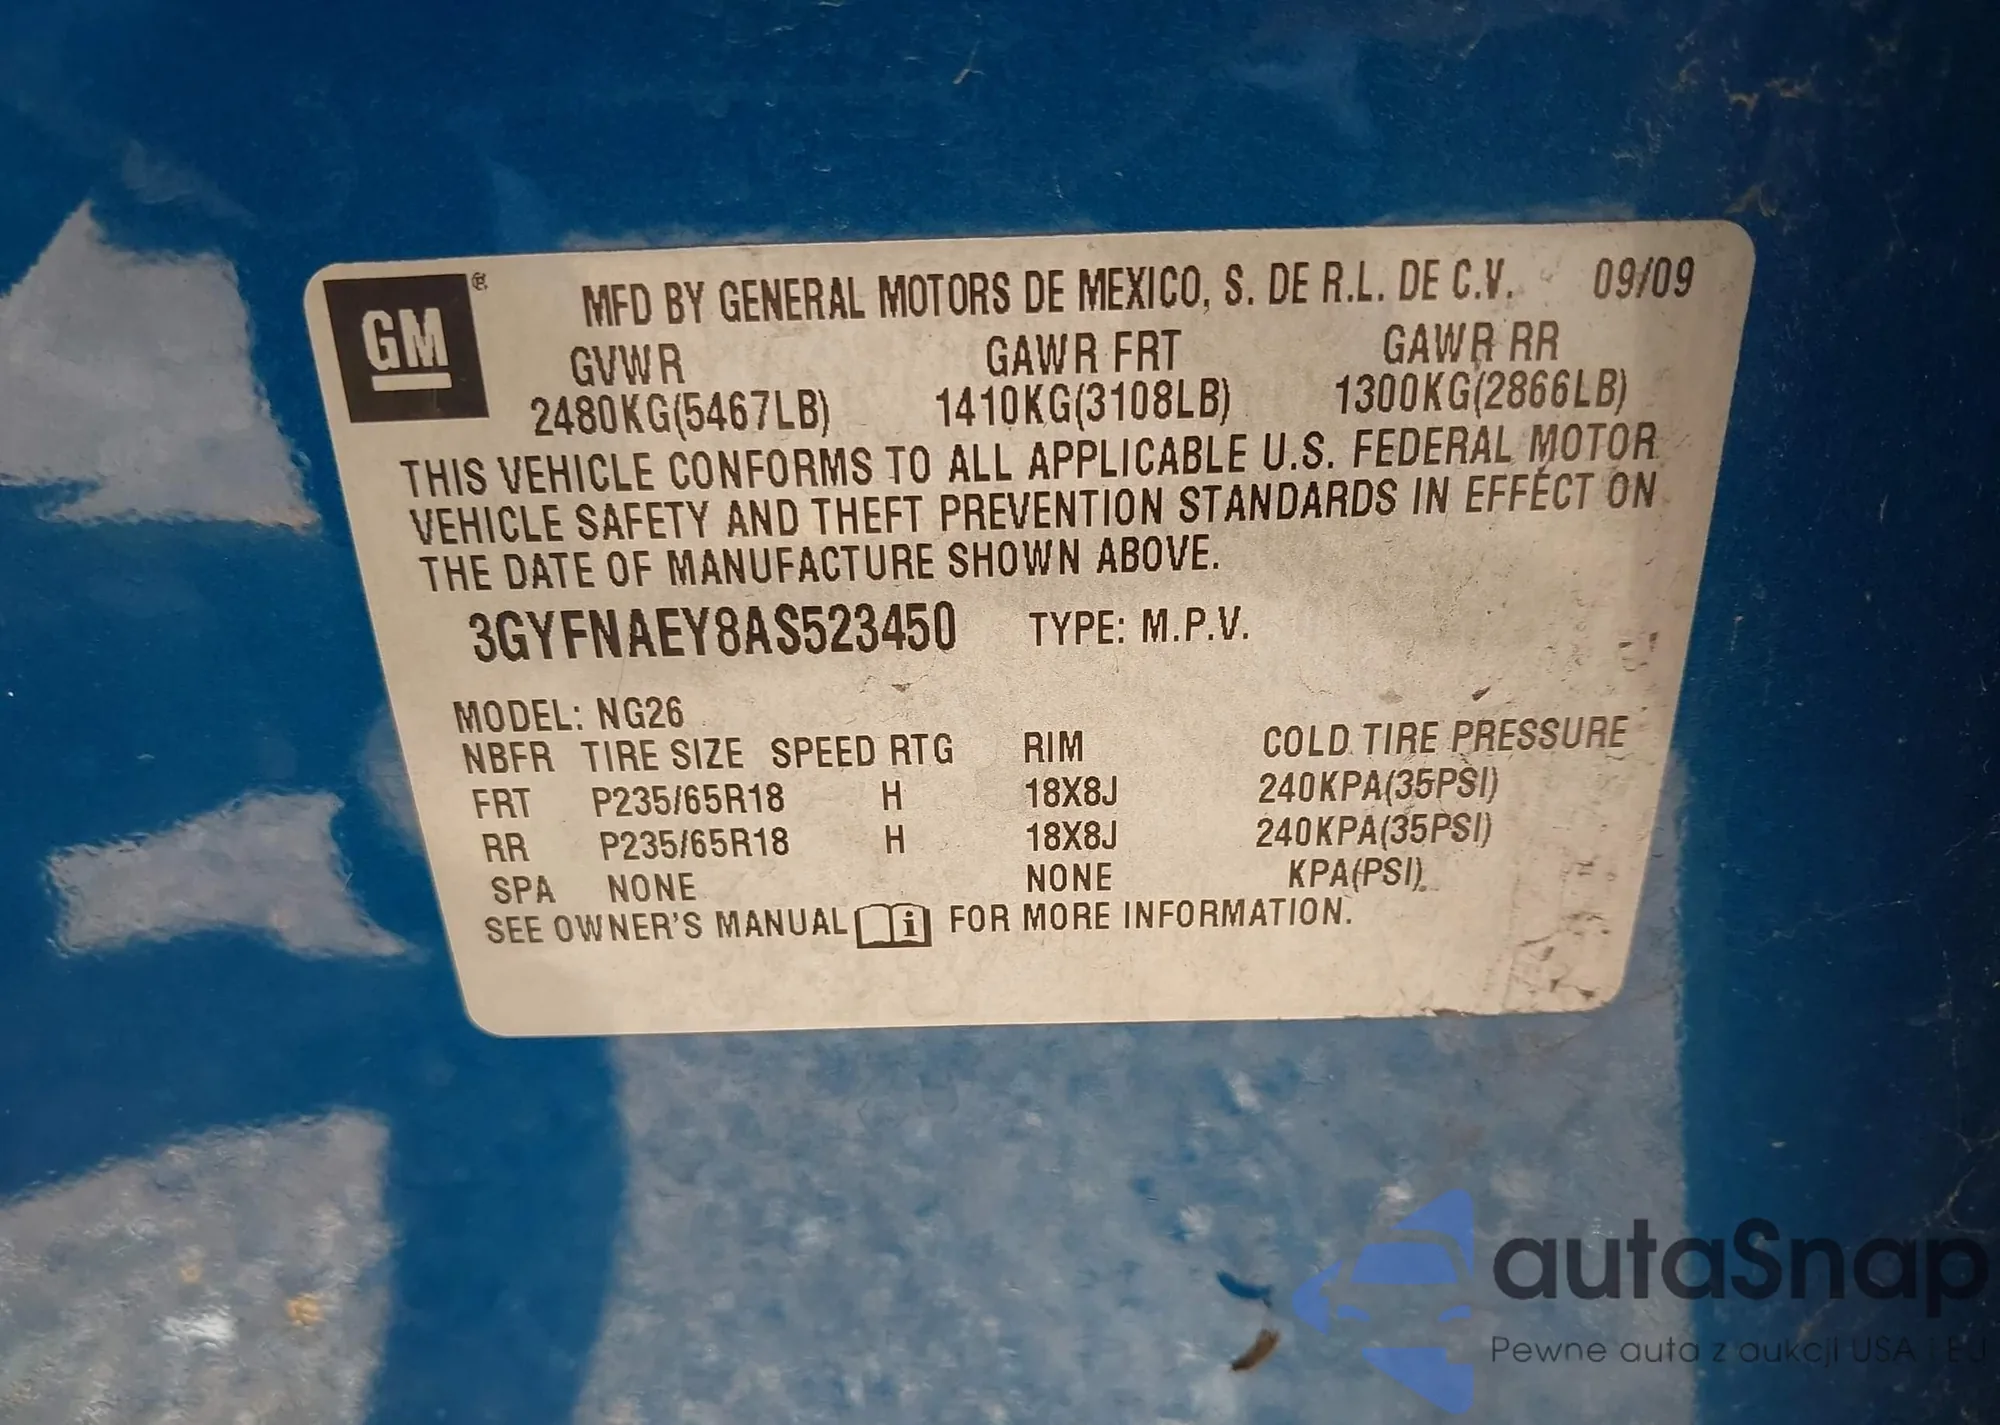 GM®
MFD BY GENERAL MOTORS DE MEXICO, S. DE R.L. DE C.V. 09/09
GVWR GAWR FRT GAWR RR
2480KG(5467LB) 1410KG(3108LB) 1300KG(2866LB)
THIS VEHICLE CONFORMS TO ALL APPLICABLE U.S. FEDERAL MOTOR
VEHICLE SAFETY AND THEFT PREVENTION STANDARDS IN EFFECT ON
THE DATE OF MANUFACTURE SHOWN ABOVE.
3GYFNAEY8AS523450 TYPE: M.P.V.
MODEL: NG26
NBFR TIRE SIZE SPEED RTG RIM COLD TIRE PRESSURE
FRT P235/65R18 H 18X8J 240KPA(35PSI)
RR P235/65R18 H 18X8J 240KPA(35PSI)
SPA NONE NONE KPA(PSI)
SEE OWNER'S MANUAL i FOR MORE INFORMATION.
autaSnap
Pewne auta z aukcji USA i EU